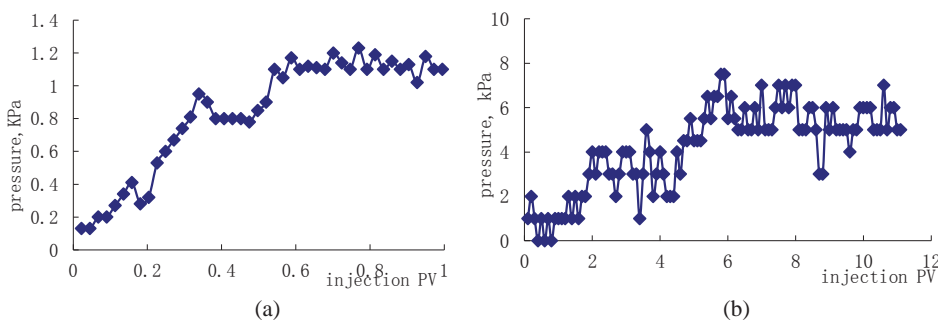 1. 4
1. 2
1
0. 8
0. 6
0. 4
0. 2
0
pressure, KPa
0 0.2 0.4 0.6 0.8 1
injection PV
(a)
10
8
6
4
2
0
pressure, kPa
0 2 4 6 8 10 12
injection PV
(b)